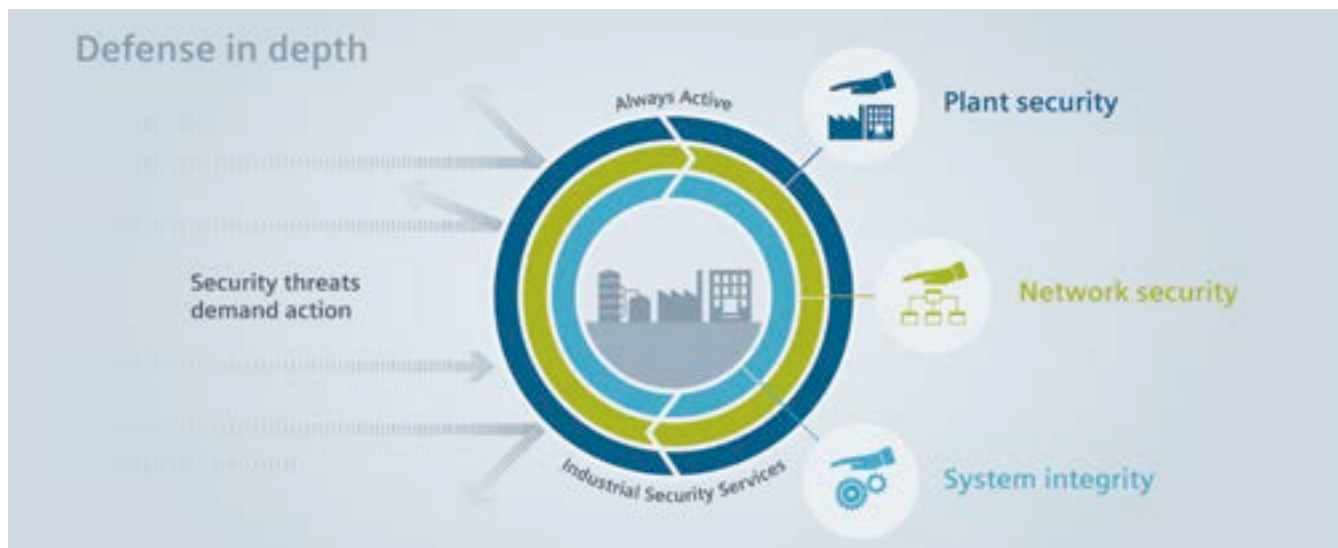 Defense in depth
Always Active
Plant security
Security threats
demand action
Network security
System integrity
Industrial Security Services